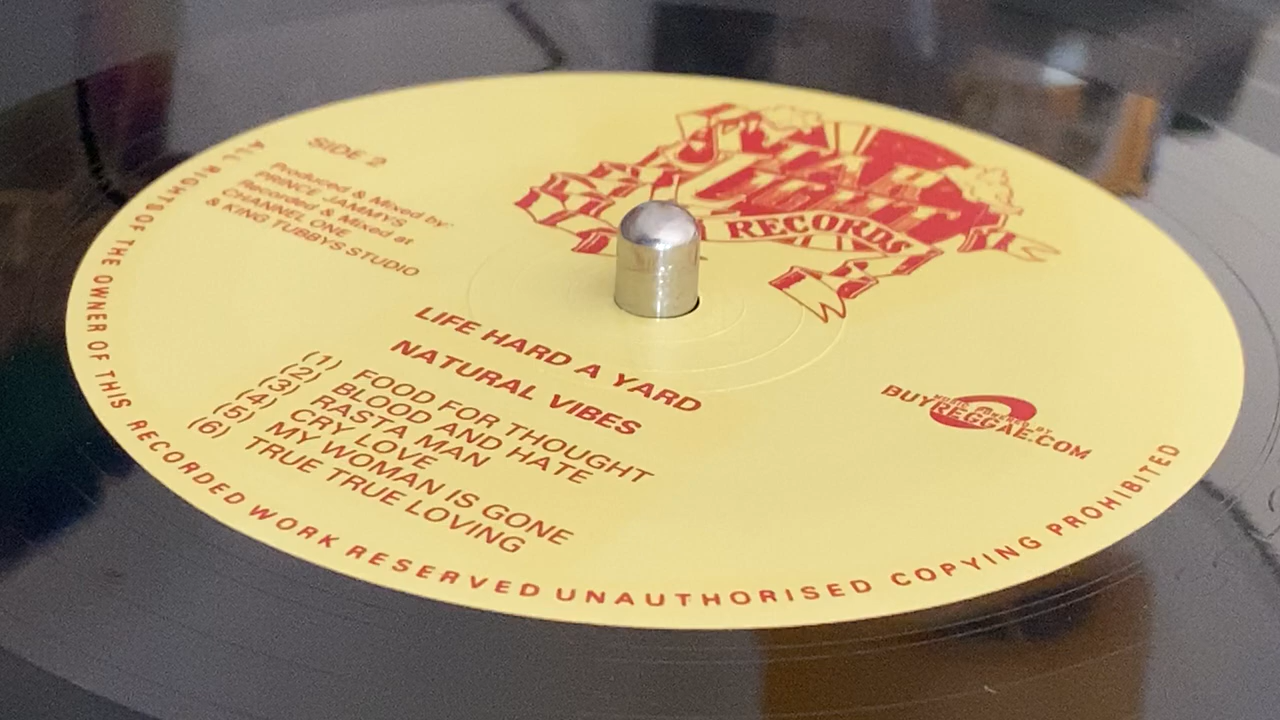 STAR
LIGHT
RECORDS
SIDE 2
Produced & Mixed by:
PRINCE JAMMYS
Recorded & Mixed at
CHANNEL ONE
& KING TUBBYS STUDIO
LIFE HARD A YARD
NATURAL VIBES
(1) FOOD FOR THOUGHT
(2) BLOOD AND HATE
(3) RASTA MAN
(4) CRY LOVE
(5) MY WOMAN IS GONE
(6) TRUE TRUE LOVING
BUYREGGAE.COM
ALL RIGHTS OF THE OWNER OF THIS RECORDED WORK RESERVED UNAUTHORISED COPYING PROHIBITED